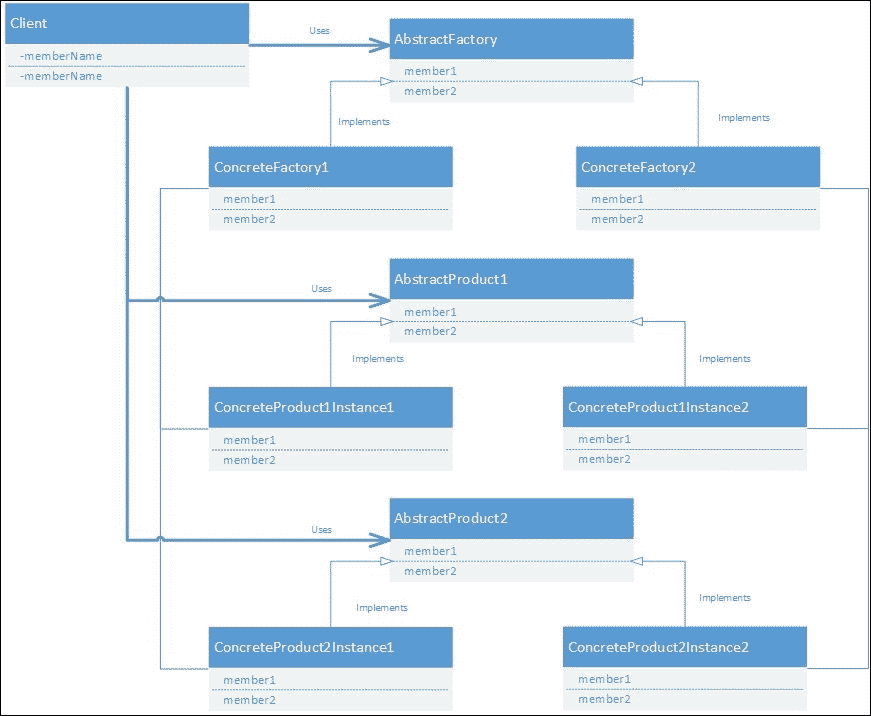 Client
-memberName
-memberName
Uses
AbstractFactory
member1
member2
Implements
Implements
ConcreteFactory1
member1
member2
ConcreteFactory2
member1
member2
Uses
AbstractProduct1
member1
member2
Implements
Implements
ConcreteProduct1Instance1
member1
member2
ConcreteProduct1Instance2
member1
member2
Uses
AbstractProduct2
member1
member2
Implements
Implements
ConcreteProduct2Instance1
member1
member2
ConcreteProduct2Instance2
member1
member2